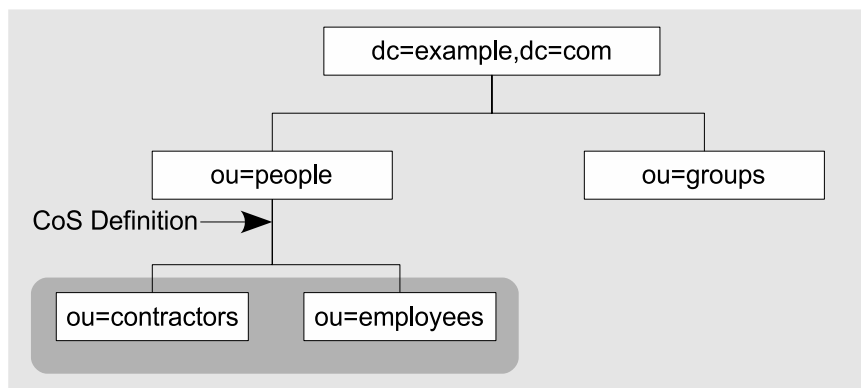 dc=example,dc=com
ou=people
ou=groups
CoS Definition
ou=contractors
ou=employees